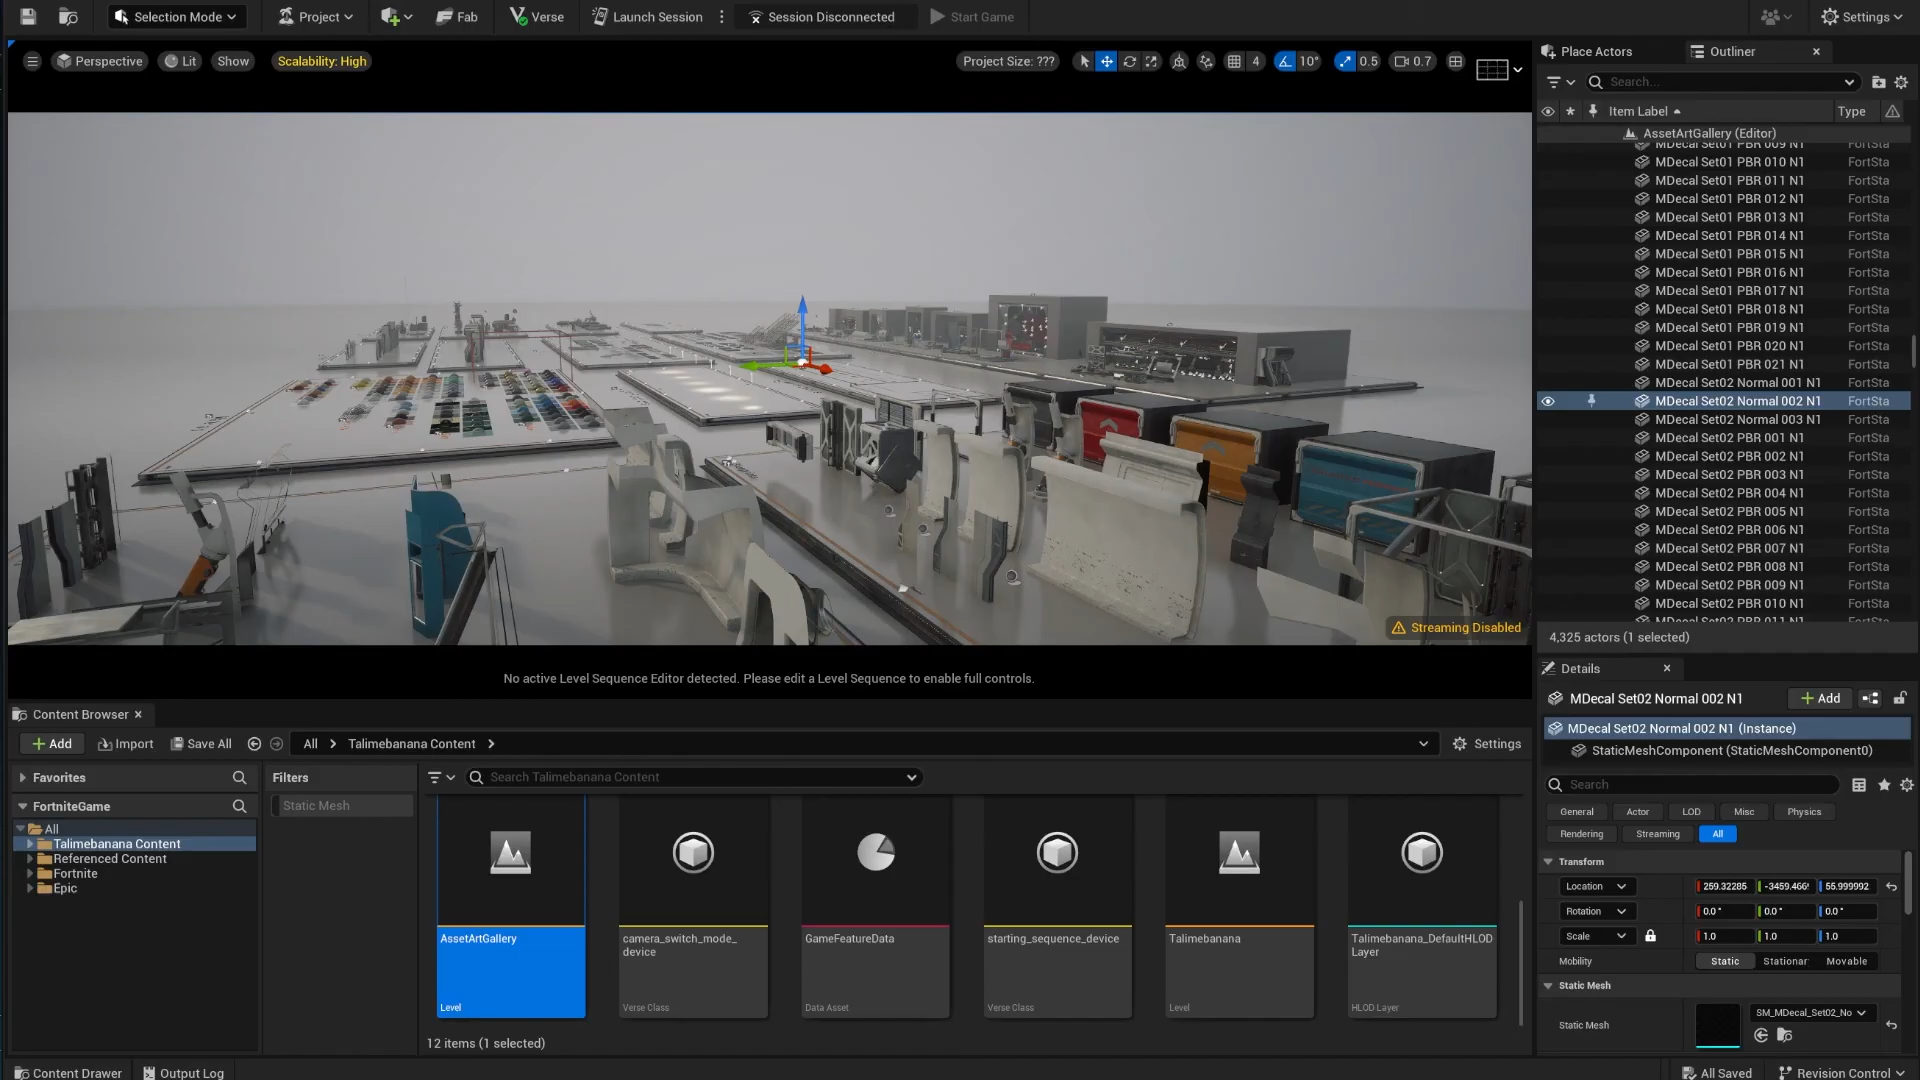 Selection Mode
Project
Fab
Verse
Launch Session
Session Disconnected
Start Game
Settings
Perspective
Lit
Show
Scalability: High
Project Size: ???
4
10°
0.5
0.7
Place Actors
Outliner
Search...
Item Label
Type
AssetArtGallery (Editor)
MDecal Set01 PBR 009 N1
MDecal Set01 PBR 010 N1 FortSta
MDecal Set01 PBR 011 N1 FortSta
MDecal Set01 PBR 012 N1 FortSta
MDecal Set01 PBR 013 N1 FortSta
MDecal Set01 PBR 014 N1 FortSta
MDecal Set01 PBR 015 N1 FortSta
MDecal Set01 PBR 016 N1 FortSta
MDecal Set01 PBR 017 N1 FortSta
MDecal Set01 PBR 018 N1 FortSta
MDecal Set01 PBR 019 N1 FortSta
MDecal Set01 PBR 020 N1 FortSta
MDecal Set01 PBR 021 N1 FortSta
MDecal Set02 Normal 001 N1 FortSta
MDecal Set02 Normal 002 N1 FortSta
MDecal Set02 Normal 003 N1 FortSta
MDecal Set02 PBR 001 N1 FortSta
MDecal Set02 PBR 002 N1 FortSta
MDecal Set02 PBR 003 N1 FortSta
MDecal Set02 PBR 004 N1 FortSta
MDecal Set02 PBR 005 N1 FortSta
MDecal Set02 PBR 006 N1 FortSta
MDecal Set02 PBR 007 N1 FortSta
MDecal Set02 PBR 008 N1 FortSta
MDecal Set02 PBR 009 N1 FortSta
MDecal Set02 PBR 010 N1 FortSta
4,325 actors (1 selected)
Streaming Disabled
No active Level Sequence Editor detected. Please edit a Level Sequence to enable full controls.
Details
MDecal Set02 Normal 002 N1
Add
MDecal Set02 Normal 002 N1 (Instance)
StaticMeshComponent (StaticMeshComponent0)
Search
General
Actor
LOD
Misc
Physics
Rendering
Streaming
All
Transform
Location 259.32285 -3459.466 55.999992
Rotation 0.0° 0.0° 0.0°
Scale 1.0 1.0 1.0
Mobility Static Stationar Movable
Static Mesh
Static Mesh
SM_MDecal_Set02_No
Content Browser
Add
Import
Save All
All
Talimebanana Content
Settings
Favorites
Filters
Search Talimebanana Content
FortniteGame
Static Mesh
All
Talimebanana Content
Referenced Content
Fortnite
Epic
AssetArtGallery
Level
camera_switch_mode_
device
Verse Class
GameFeatureData
Data Asset
starting_sequence_device
Verse Class
Talimebanana
Level
Talimebanana_DefaultHLOD
Layer
HLOD Layer
12 items (1 selected)
Content Drawer
Output Log
All Saved
Revision Control